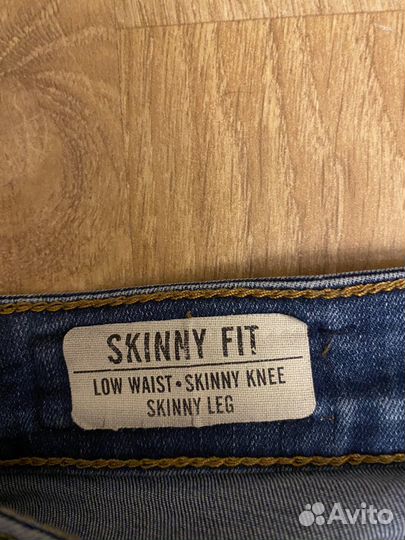 SKINNY FIT
LOW WAIST • SKINNY KNEE
SKINNY LEG
Avito